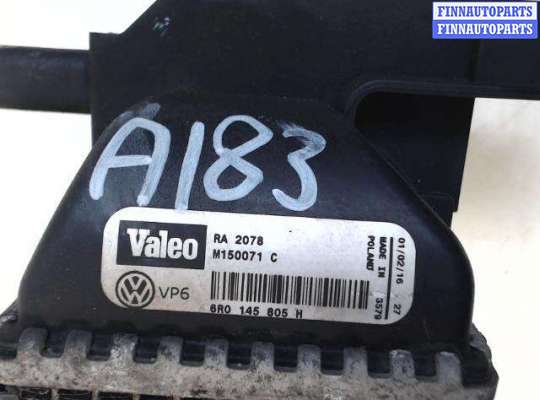 FINNAUTOPARTS
FINNAUTOPARTS
A183
Valeo
RA 2078
M150071 C
VP6
6R0 145 805 H
MADE IN
POLAND
3579
01/02/16
27